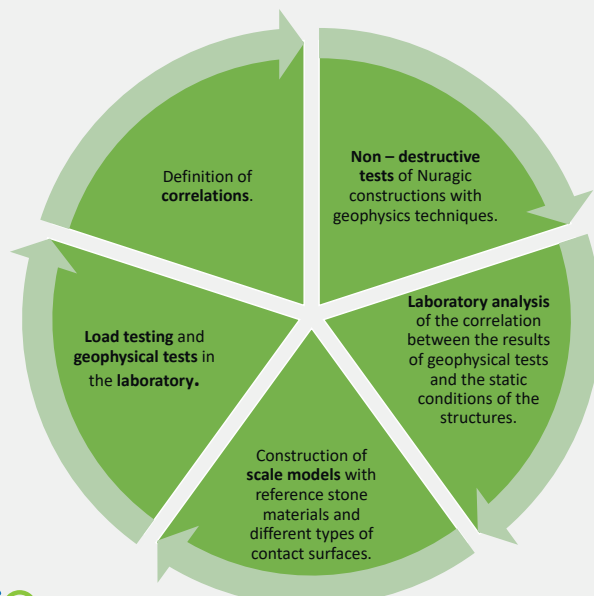 Non – destructive
tests of Nuragic
constructions with
geophysics techniques.
Laboratory analysis
of the correlation
between the results
of geophysical tests
and the static
conditions of the
structures.
Construction of
scale models with
reference stone
materials and
different types of
contact surfaces.
Load testing and
geophysical tests in
the laboratory.
Definition of
correlations.